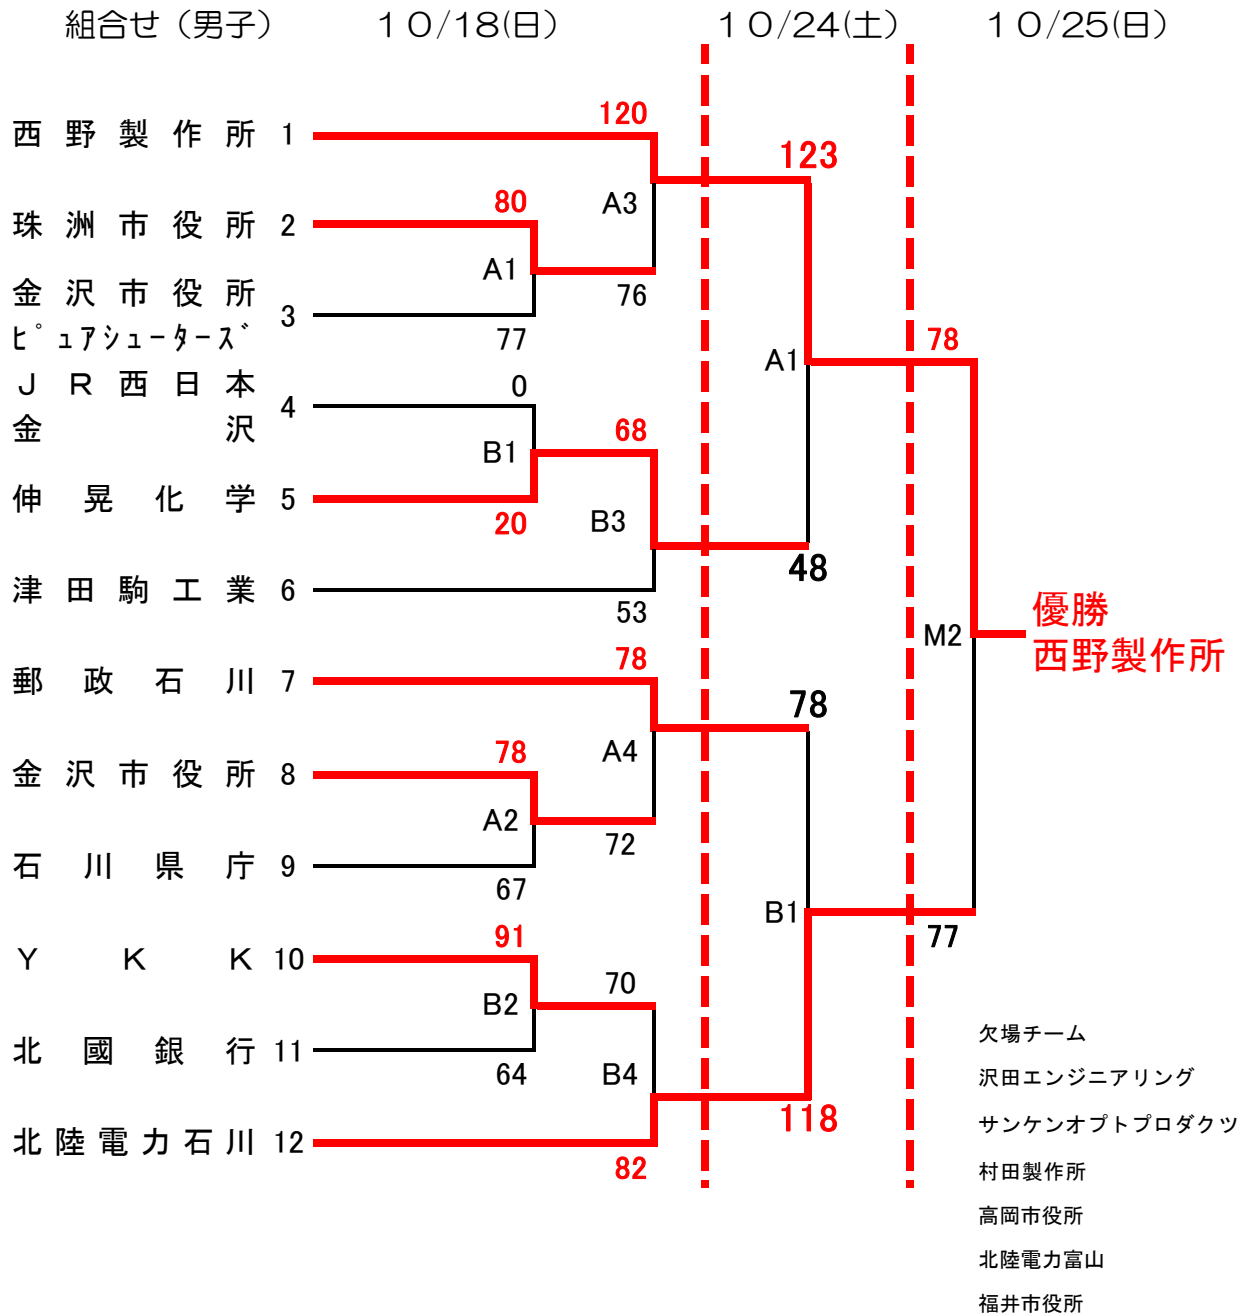 組合せ（男子） １０/18(日) １０/24(土) １０/25(日)
120
西野製作所 1
123
80
A3
珠洲市役所 2
A1
金沢市役所
ﾋﾟｭｱｼｭｰﾀｰｽﾞ 3
76
77
78
ＪＲ西日本
金沢 4
0
A1
68
B1
伸晃化学 5
20
B3
48
津田駒工業 6
53
優勝
西野製作所
M2
78
郵政石川 7
78
78
A4
金沢市役所 8
A2
72
石川県庁 9
67
B1
77
91
ＹＫＫ 10
70
B2
北國銀行 11
64
B4
118
北陸電力石川 12
82
欠場チーム
沢田エンジニアリング
サンケンオプトプロダクツ
村田製作所
高岡市役所
北陸電力富山
福井市役所